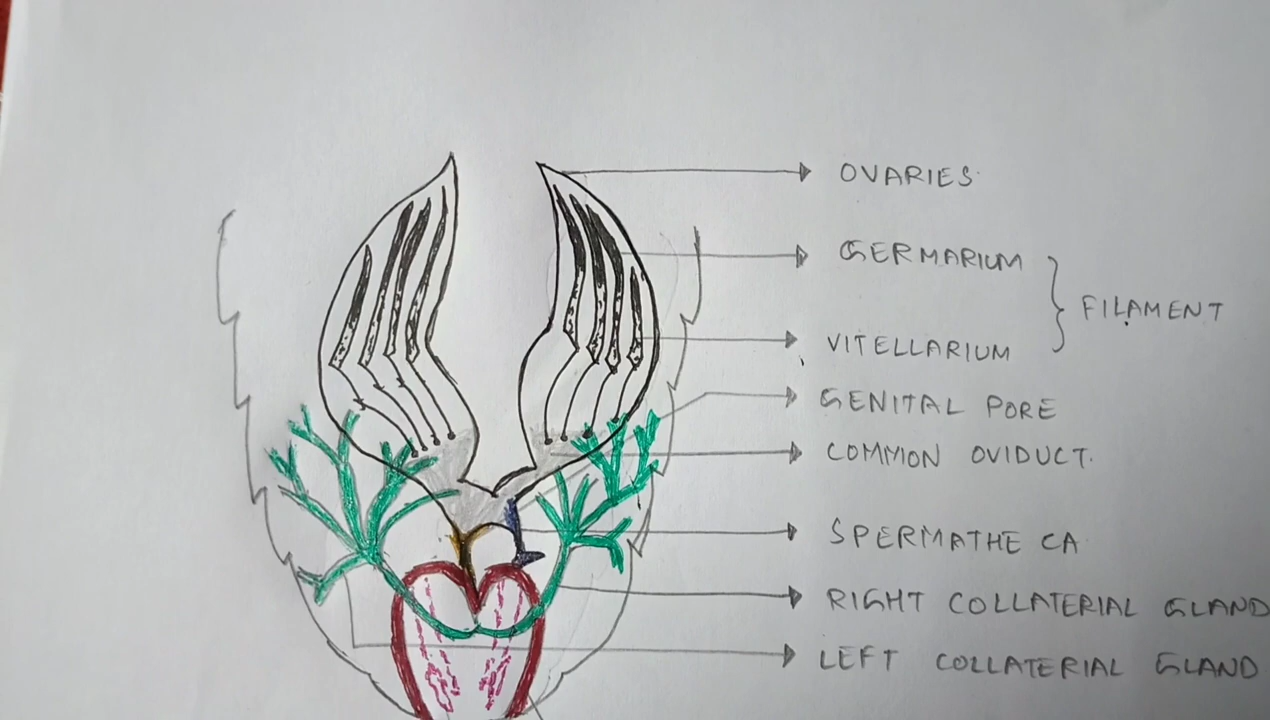 OVARIES
GERMARIUM
FILAMENT
VITELLARIUM
GENITAL PORE
COMMON OVIDUCT.
SPERMATHE CA
RIGHT COLLATERIAL GLAND
LEFT COLLATERIAL GLAND